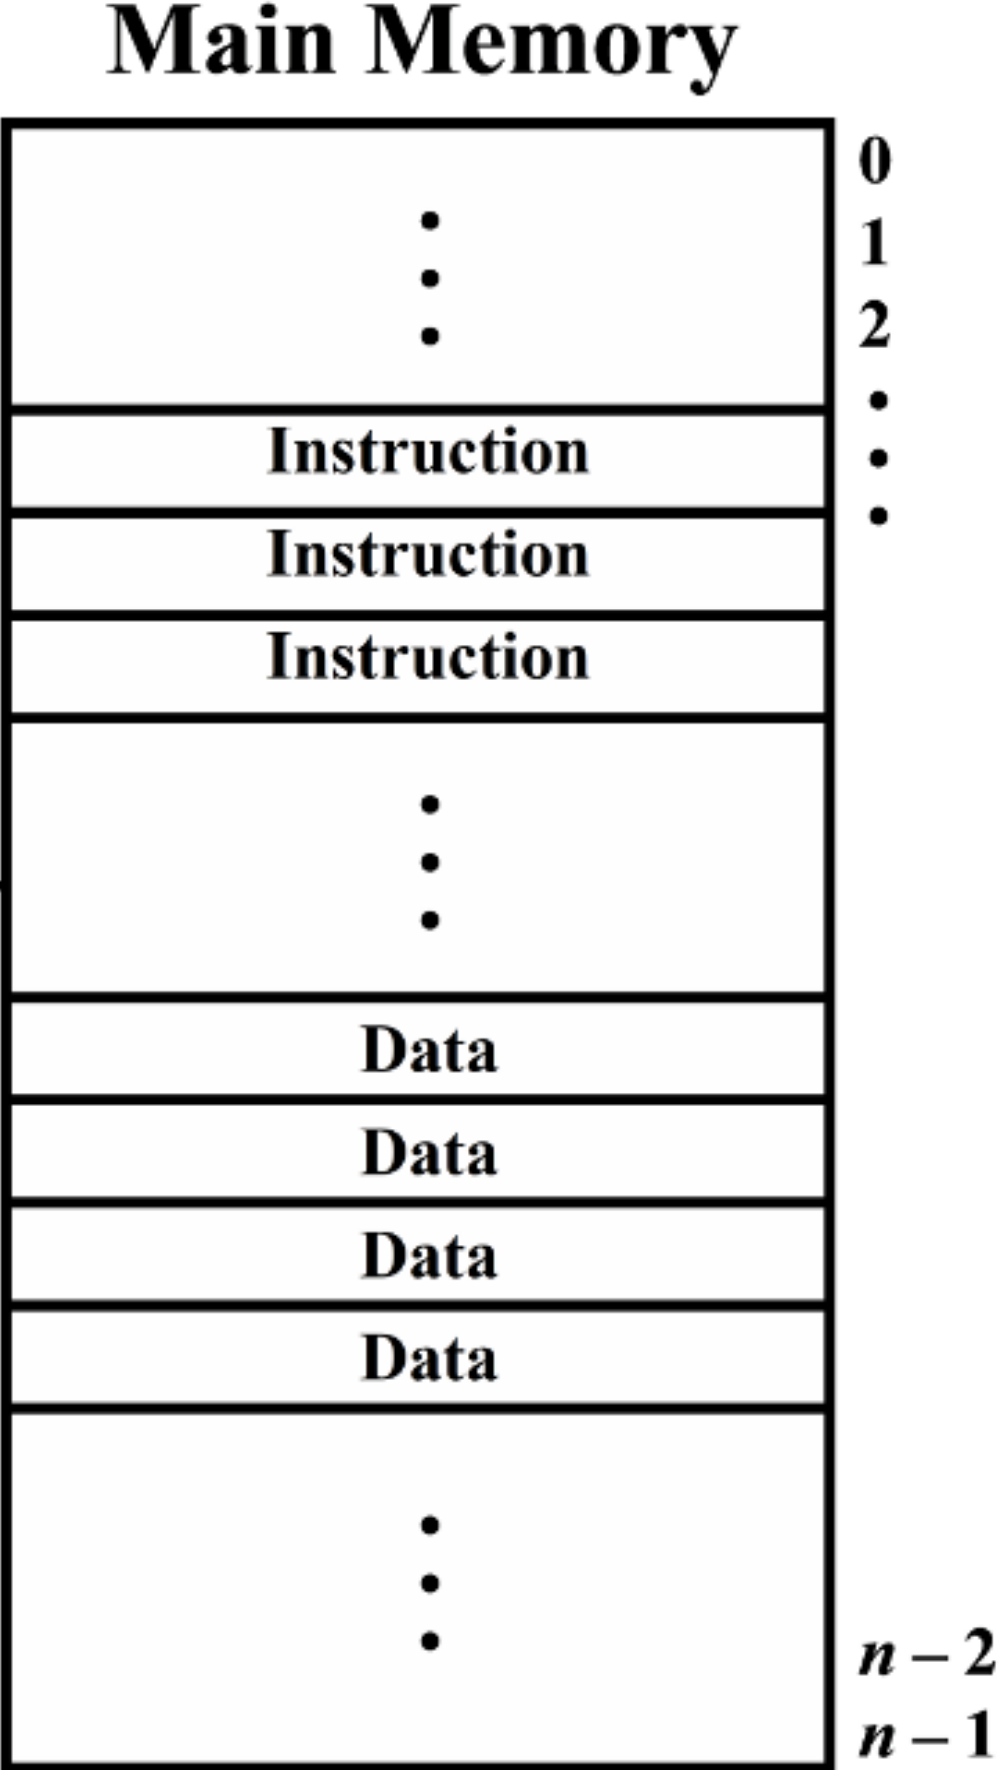 Main Memory
0
1
2
Instruction
Instruction
Instruction
Data
Data
Data
Data
n – 2
n – 1